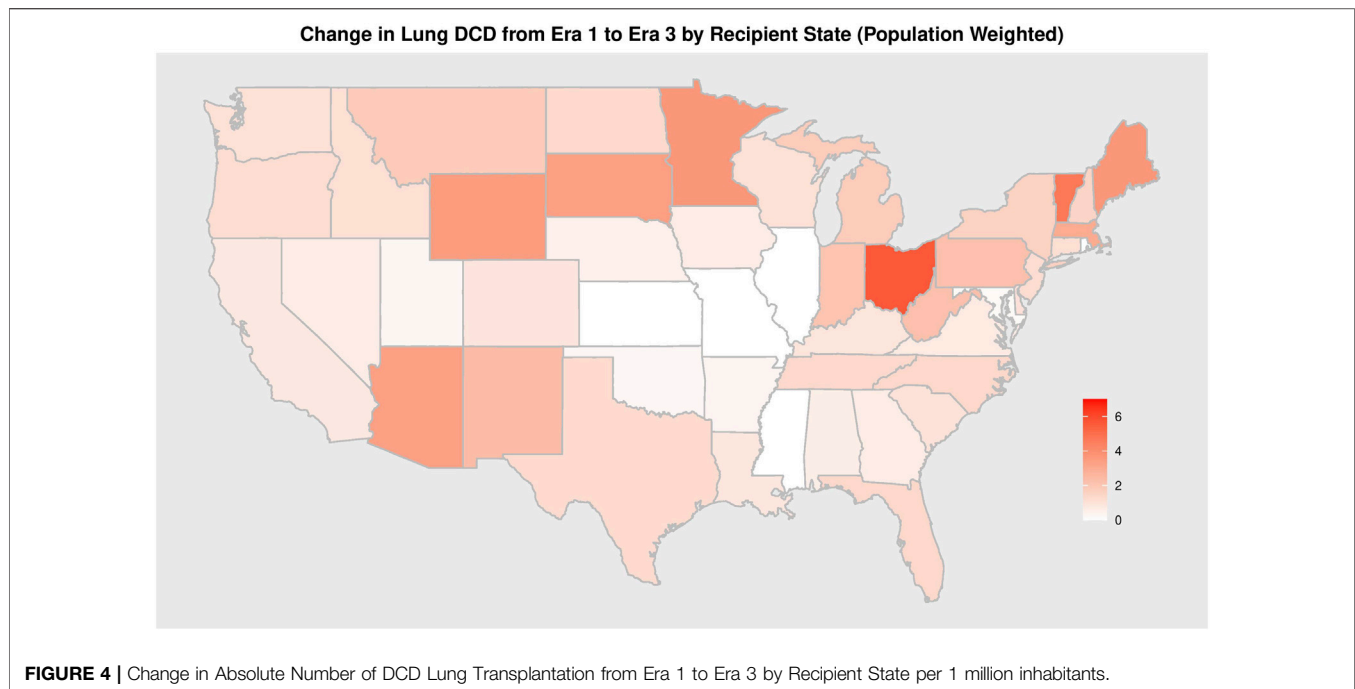 Change in Lung DCD from Era 1 to Era 3 by Recipient State (Population Weighted)
6
4
2
0
FIGURE 4 | Change in Absolute Number of DCD Lung Transplantation from Era 1 to Era 3 by Recipient State per 1 million inhabitants.